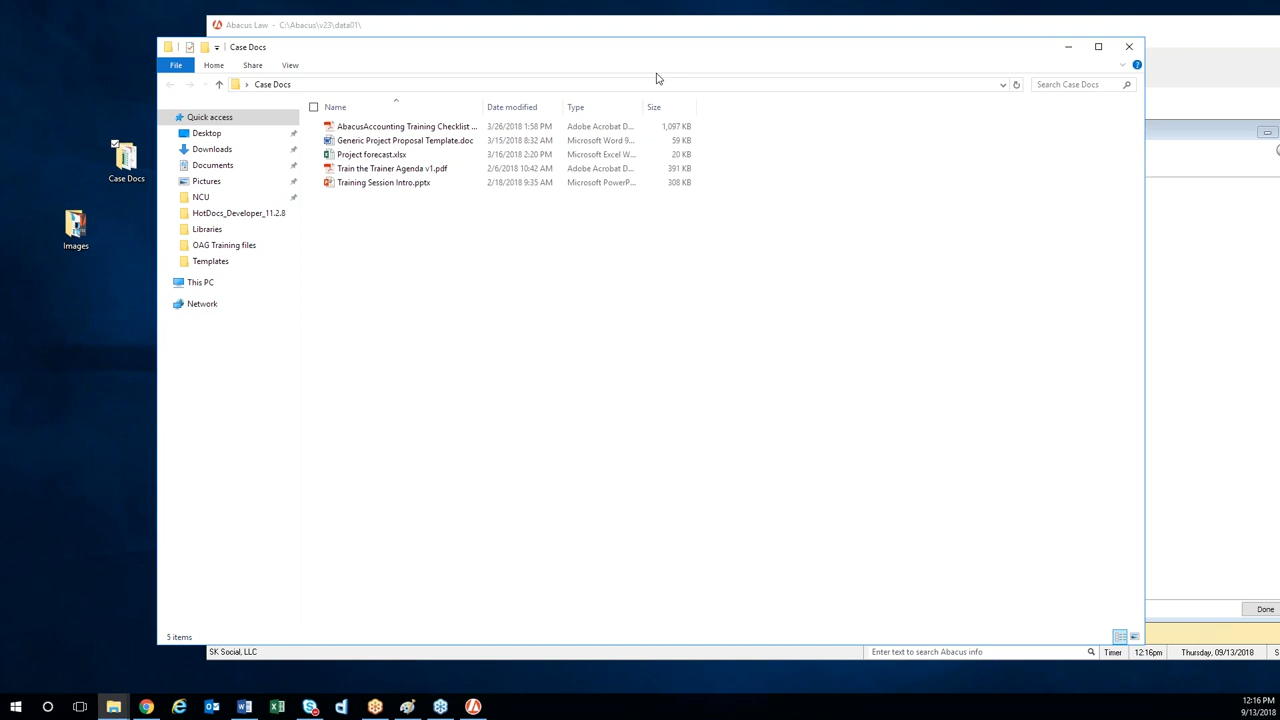 Abacus Law - C:\Abacus\v23\data01\
Case Docs
File Home Share View
Case Docs
Search Case Docs
Name Date modified Type Size
AbacusAccounting Training Checklist ... 3/26/2018 1:58 PM Adobe Acrobat D... 1,097 KB
Generic Project Proposal Template.doc 3/15/2018 8:32 AM Microsoft Word 9... 59 KB
Project forecast.xlsx 3/16/2018 2:20 PM Microsoft Excel W... 20 KB
Train the Trainer Agenda v1.pdf 2/6/2018 10:42 AM Adobe Acrobat D... 391 KB
Training Session Intro.pptx 2/18/2018 9:35 AM Microsoft PowerP... 308 KB
Quick access
Desktop
Downloads
Documents
Pictures
NCU
HotDocs_Developer_11.2.8
Libraries
OAG Training files
Templates
This PC
Network
Case Docs
Images
5 items
Done
SK Social, LLC
Enter text to search Abacus info
Timer 12:16pm Thursday, 09/13/2018 S
12:16 PM
9/13/2018